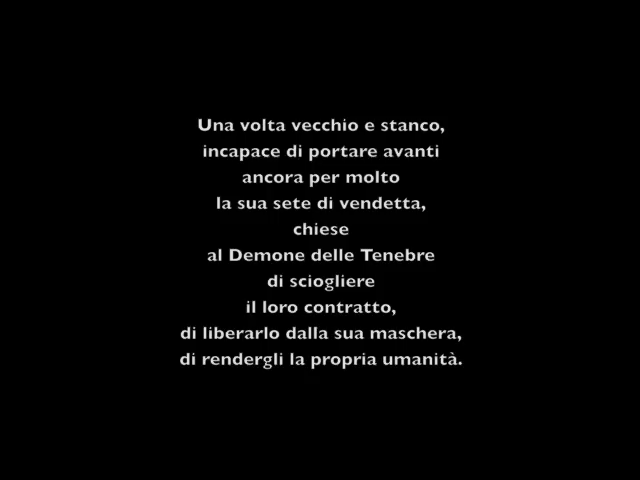 Una volta vecchio e stanco,
incapace di portare avanti
ancora per molto
la sua sete di vendetta,
chiese
al Demone delle Tenebre
di sciogliere
il loro contratto,
di liberarlo dalla sua maschera,
di rendergli la propria umanità.